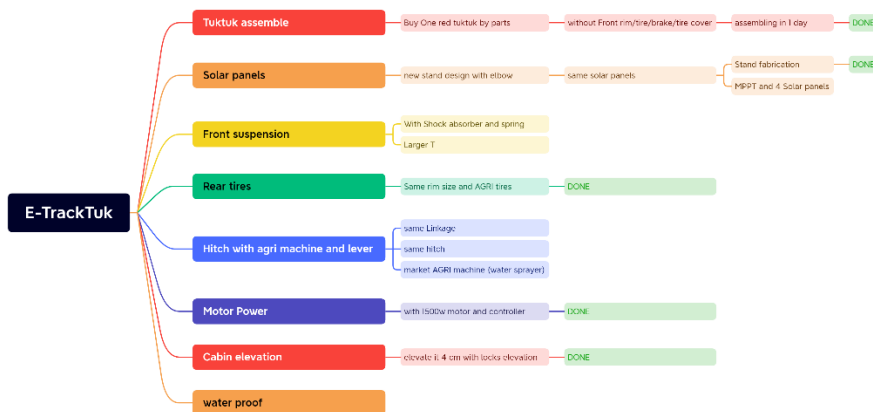 Tuktuk assemble
Buy One red tuktuk by parts
without Front rim/tire/brake/tire cover
assembling in 1 day
DONE
Solar panels
new stand design with elbow
same solar panels
Stand fabrication
DONE
MPPT and 4 Solar panels
Front suspension
With Shock absorber and spring
Larger T
Rear tires
Same rim size and AGRI tires
DONE
E-TrackTuk
Hitch with agri machine and lever
same Linkage
same hitch
market AGRI machine (water sprayer)
Motor Power
with 1500w motor and controller
DONE
Cabin elevation
elevate it 4 cm with locks elevation
DONE
water proof